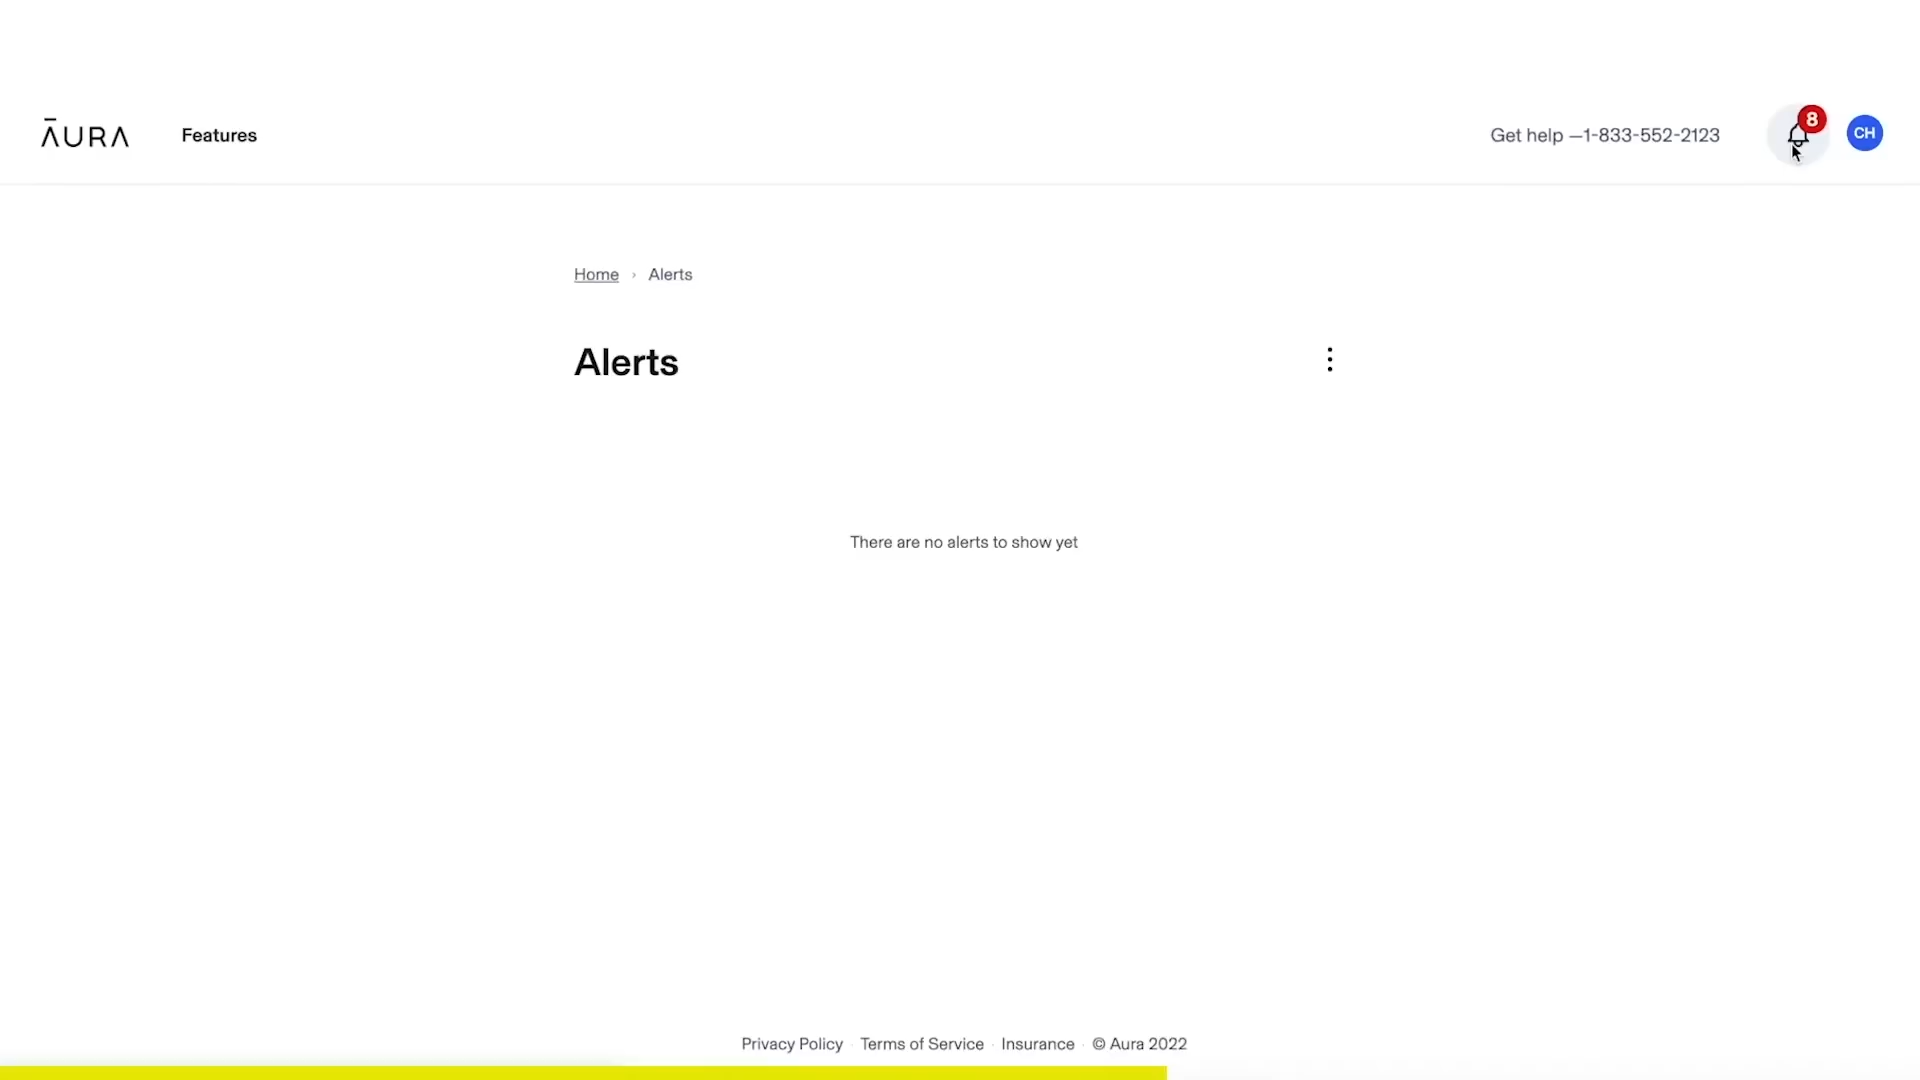 ĀURA
Features
Get help —1-833-552-2123
8
CH
Home › Alerts
Alerts
There are no alerts to show yet
Privacy Policy · Terms of Service · Insurance · © Aura 2022